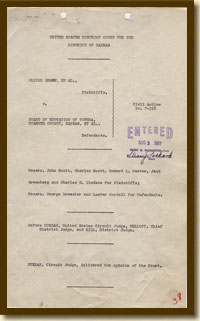 UNITED STATES DISTRICT COURT FOR THE
DISTRICT OF KANSAS
OLIVER BROWN, ET AL.,
Plaintiffs,
v.
BOARD OF EDUCATION OF TOPEKA,
SHAWNEE COUNTY, KANSAS, ET AL.,
Defendants.
Civil Action
No. T-316
ENTERED
AUG 3 1951
Messrs. John Scott, Charles Scott, Robert L. Carter, Jack
Greenberg and Charles E. Bledsoe for Plaintiffs;
Messrs. George Brewster and Lester Goodell for Defendants.
Before HUXMAN, United States Circuit Judge, MELLOTT, Chief
District Judge, and HILL, District Judge.
HUXMAN, Circuit Judge, delivered the opinion of the Court.